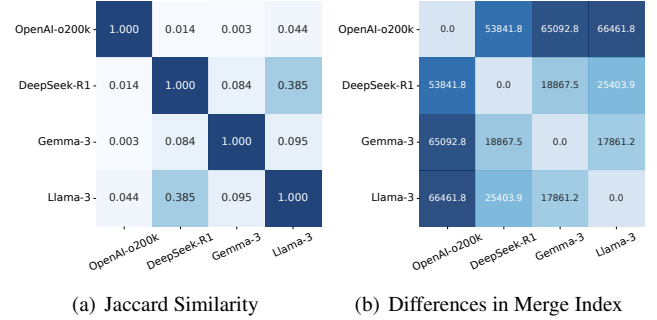 OpenAI-o200k 1.000 0.014 0.003 0.044
DeepSeek-R1 0.014 1.000 0.084 0.385
Gemma-3 0.003 0.084 1.000 0.095
Llama-3 0.044 0.385 0.095 1.000
OpenAI-o200k DeepSeek-R1 Gemma-3 Llama-3
(a) Jaccard Similarity
OpenAI-o200k 0.0 53841.8 65092.8 66461.8
DeepSeek-R1 53841.8 0.0 18867.5 25403.9
Gemma-3 65092.8 18867.5 0.0 17861.2
Llama-3 66461.8 25403.9 17861.2 0.0
OpenAI-o200k DeepSeek-R1 Gemma-3 Llama-3
(b) Differences in Merge Index